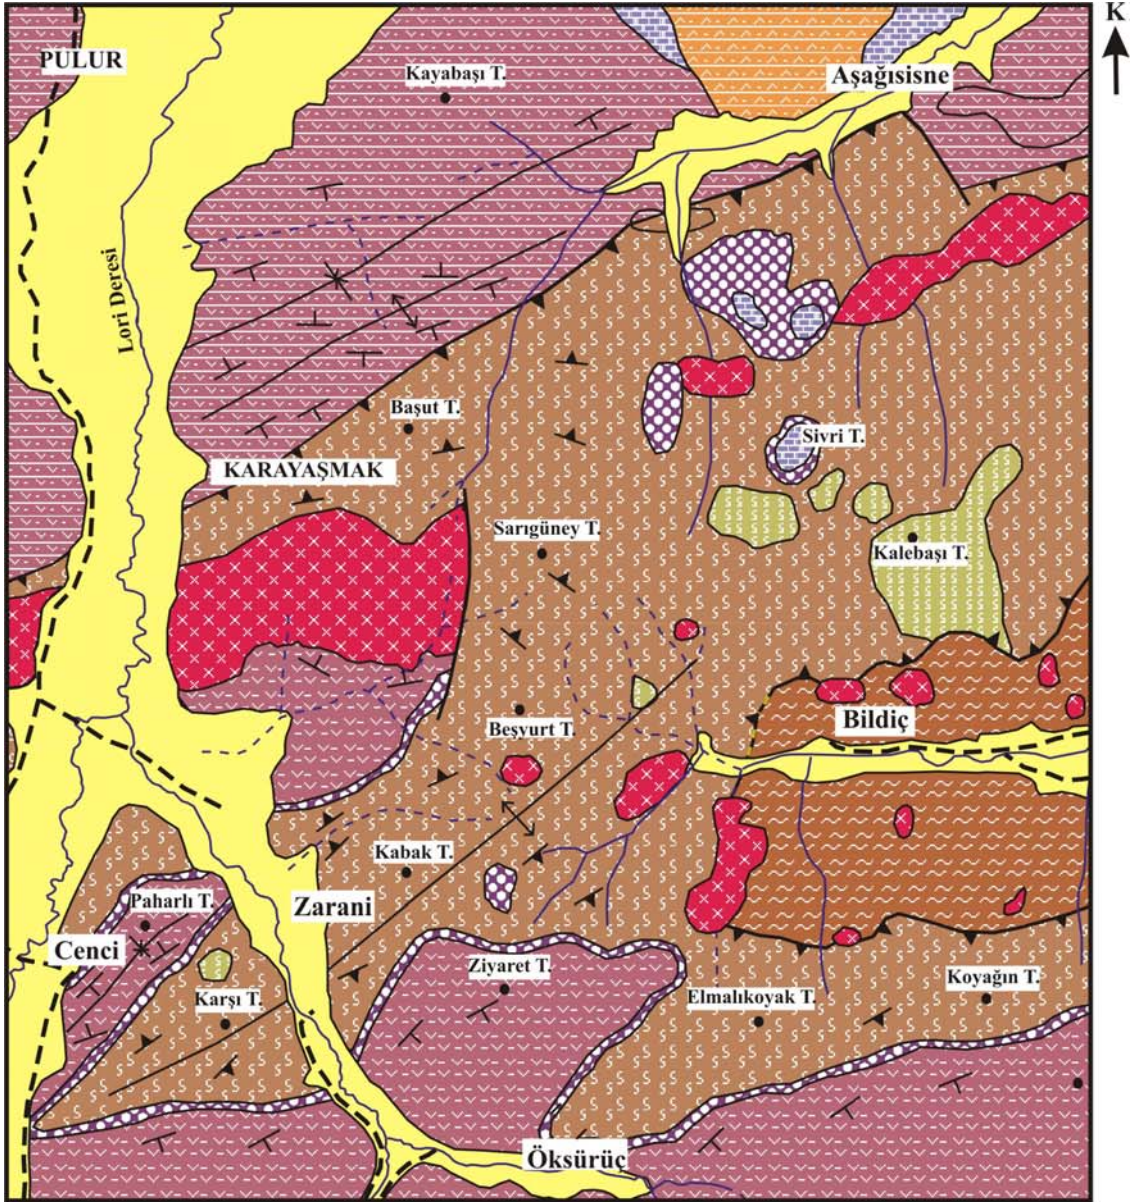 K
PULUR
Kayabaşı T.
Aşağısisne
Lori Deresi
Başut T.
Sivri T.
KARAYAŞMAK
Sarıgüney T.
Kalebaşı T.
Bildiç
Beşyurt T.
Kabak T.
Paharlı T.
Zarani
Cenci
Ziyaret T.
Koyağın T.
Karşı T.
Elmalıkoyak T.
Öksürüç